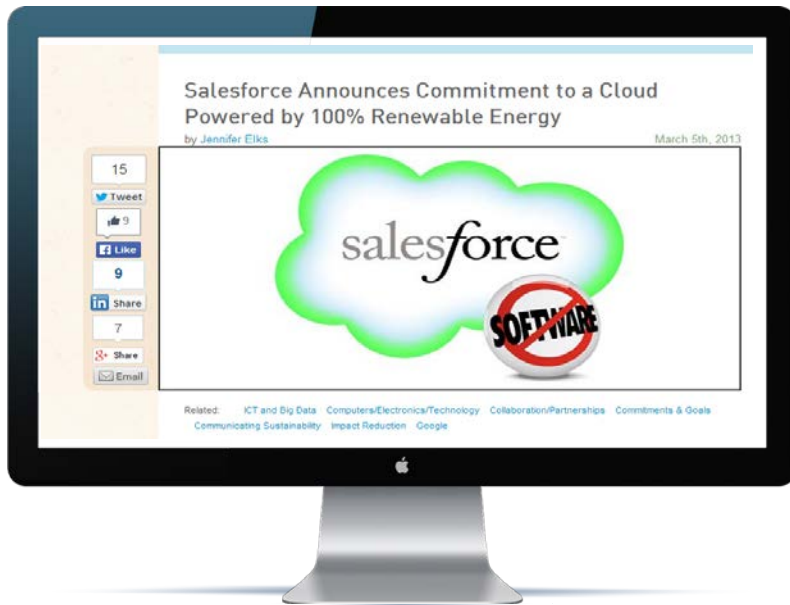 Salesforce Announces Commitment to a Cloud
Powered by 100% Renewable Energy
by Jennifer Elks March 5th, 2013
15
Tweet
9
Like
9
in Share
7
g+ Share
Email
salesforce
SOFTWARE
Related: ICT and Big Data Computers/Electronics/Technology Collaboration/Partnerships Commitments & Goals
Communicating Sustainability Impact Reduction Google